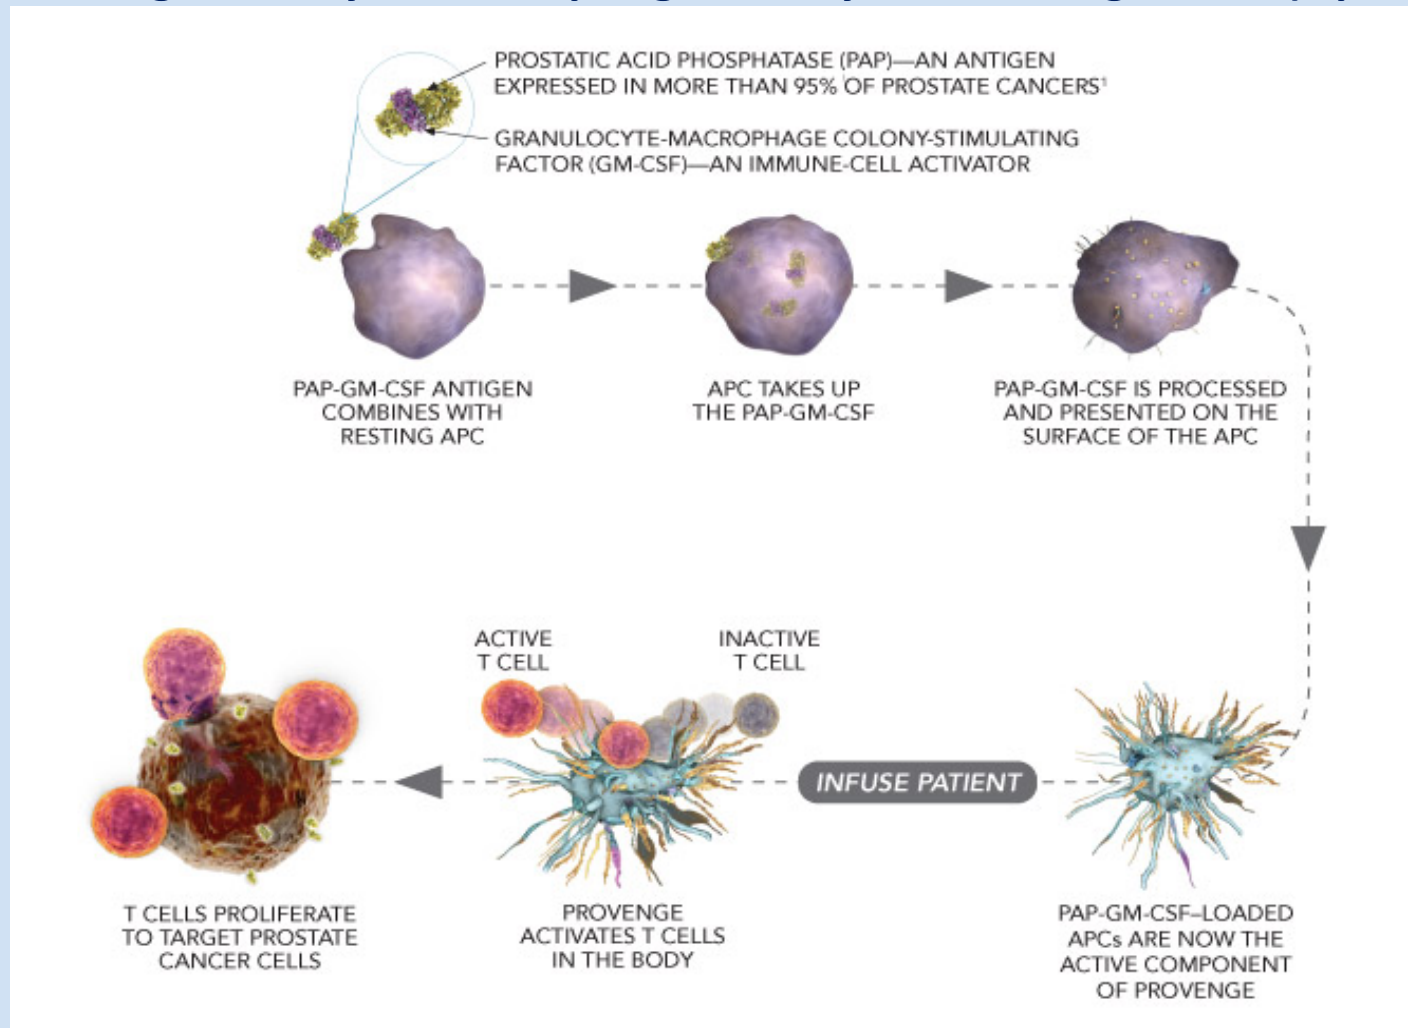 PROSTATIC ACID PHOSPHATASE (PAP)—AN ANTIGEN
EXPRESSED IN MORE THAN 95% OF PROSTATE CANCERS¹
GRANULOCYTE-MACROPHAGE COLONY-STIMULATING
FACTOR (GM-CSF)—AN IMMUNE-CELL ACTIVATOR
PAP-GM-CSF ANTIGEN
COMBINES WITH
RESTING APC
APC TAKES UP
THE PAP-GM-CSF
PAP-GM-CSF IS PROCESSED
AND PRESENTED ON THE
SURFACE OF THE APC
ACTIVE
T CELL
INACTIVE
T CELL
INFUSE PATIENT
T CELLS PROLIFERATE
TO TARGET PROSTATE
CANCER CELLS
PROVENGE
ACTIVATES T CELLS
IN THE BODY
PAP-GM-CSF–LOADED
APCs ARE NOW THE
ACTIVE COMPONENT
OF PROVENGE